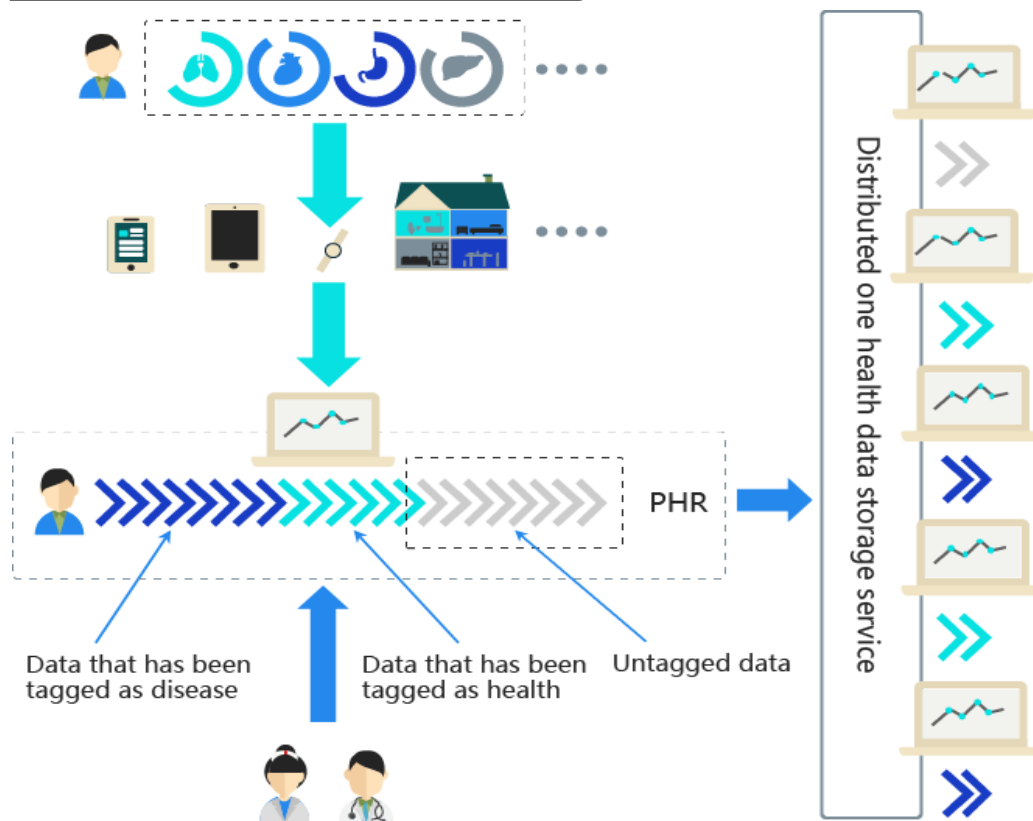 PHR
Data that has been
tagged as disease
Data that has been
tagged as health
Untagged data
Distributed one health data storage service